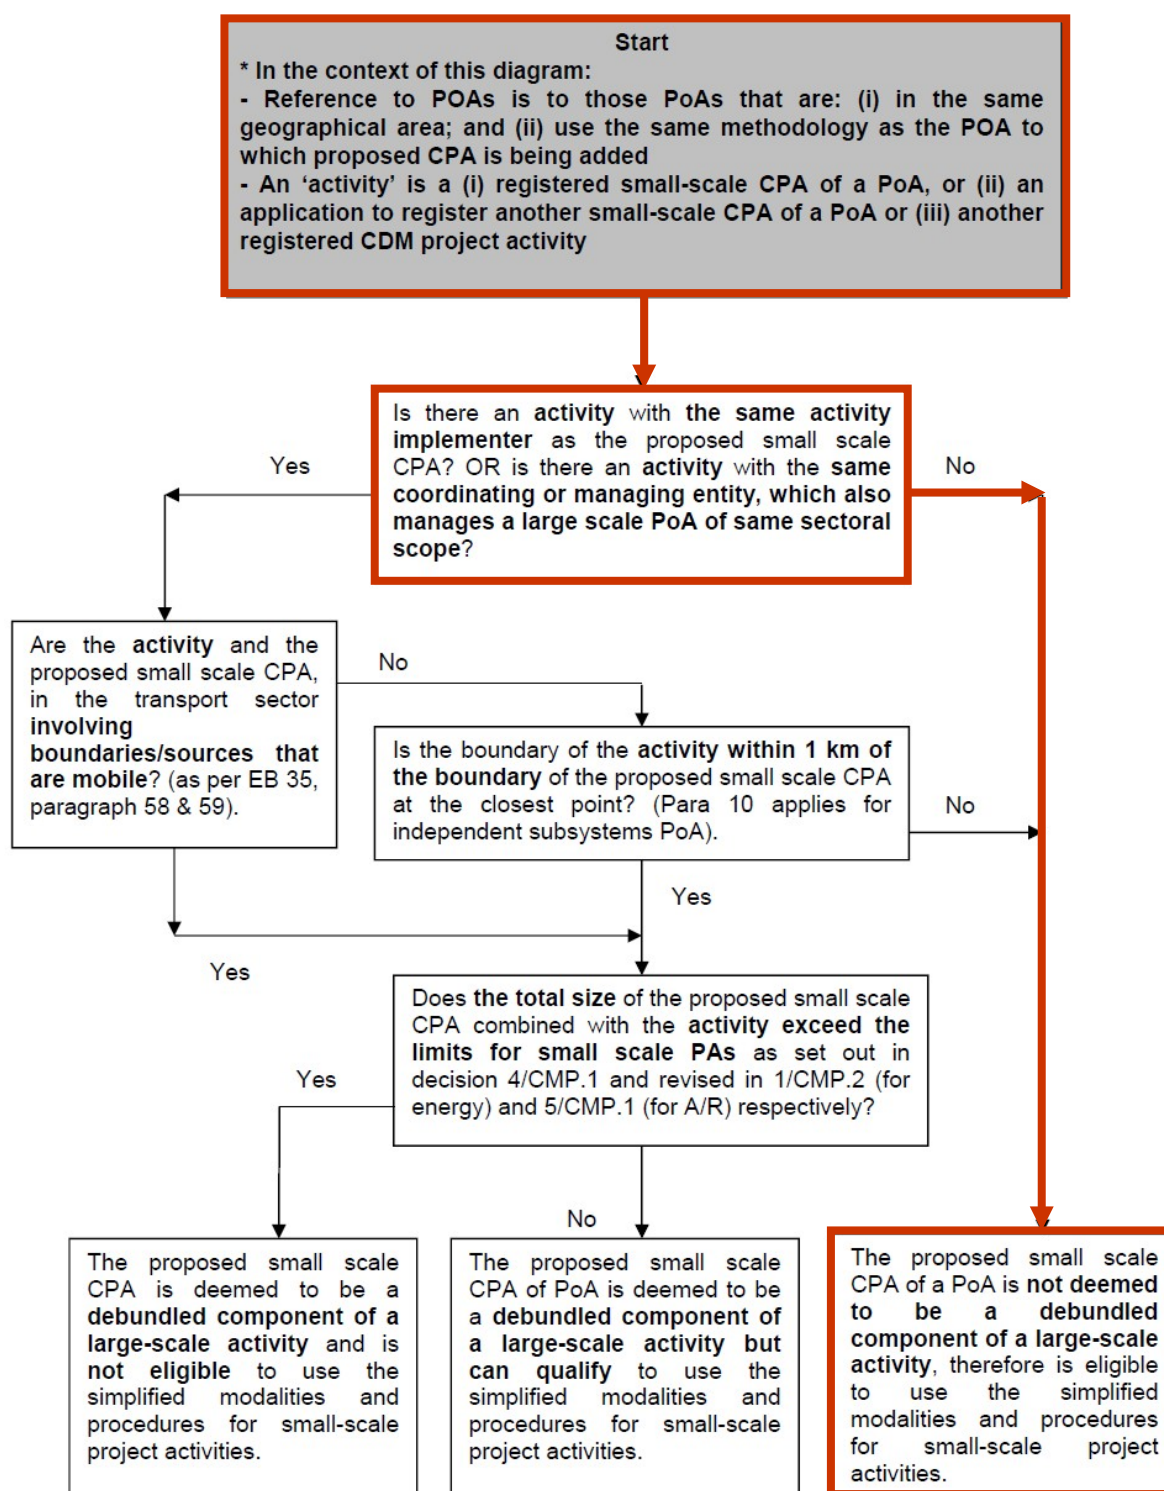 Start
* In the context of this diagram:
- Reference to POAs is to those PoAs that are: (i) in the same
geographical area; and (ii) use the same methodology as the POA to
which proposed CPA is being added
- An ‘activity’ is a (i) registered small-scale CPA of a PoA, or (ii) an
application to register another small-scale CPA of a PoA or (iii) another
registered CDM project activity
Is there an activity with the same activity
implementer as the proposed small scale
CPA? OR is there an activity with the same
coordinating or managing entity, which also
manages a large scale PoA of same sectoral
scope?
Yes
No
Are the activity and the
proposed small scale CPA,
in the transport sector
involving
boundaries/sources that
are mobile? (as per EB 35,
paragraph 58 & 59).
No
Is the boundary of the activity within 1 km of
the boundary of the proposed small scale CPA
at the closest point? (Para 10 applies for
independent subsystems PoA).
No
Yes
Yes
Does the total size of the proposed small scale
CPA combined with the activity exceed the
limits for small scale PAs as set out in
decision 4/CMP.1 and revised in 1/CMP.2 (for
energy) and 5/CMP.1 (for A/R) respectively?
Yes
No
The proposed small scale
CPA is deemed to be a
debundled component of a
large-scale activity and is
not eligible to use the
simplified modalities and
procedures for small-scale
project activities.
The proposed small scale
CPA of PoA is deemed to be
a debundled component of
a large-scale activity but
can qualify to use the
simplified modalities and
procedures for small-scale
project activities.
The proposed small scale
CPA of a PoA is not deemed
to be a debundled
component of a large-scale
activity, therefore is eligible
to use the simplified
modalities and procedures
for small-scale project
activities.